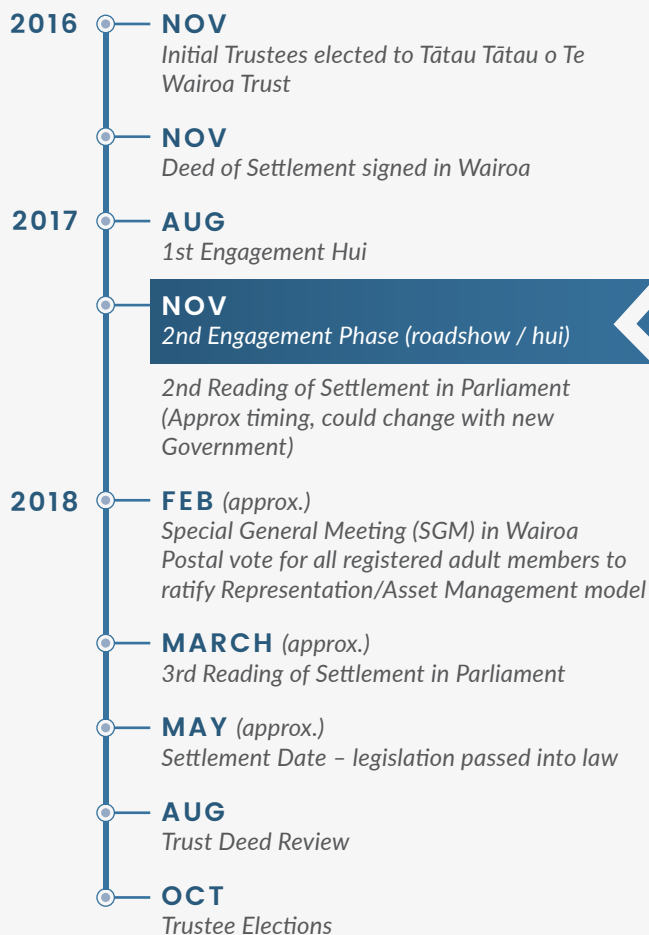 2016 NOV
Initial Trustees elected to Tātau Tātau o Te
Wairoa Trust
NOV
Deed of Settlement signed in Wairoa
2017 AUG
1st Engagement Hui
NOV
2nd Engagement Phase (roadshow / hui)
2nd Reading of Settlement in Parliament
(Approx timing, could change with new
Government)
2018 FEB (approx.)
Special General Meeting (SGM) in Wairoa
Postal vote for all registered adult members to
ratify Representation/Asset Management model
MARCH (approx.)
3rd Reading of Settlement in Parliament
MAY (approx.)
Settlement Date – legislation passed into law
AUG
Trust Deed Review
OCT
Trustee Elections